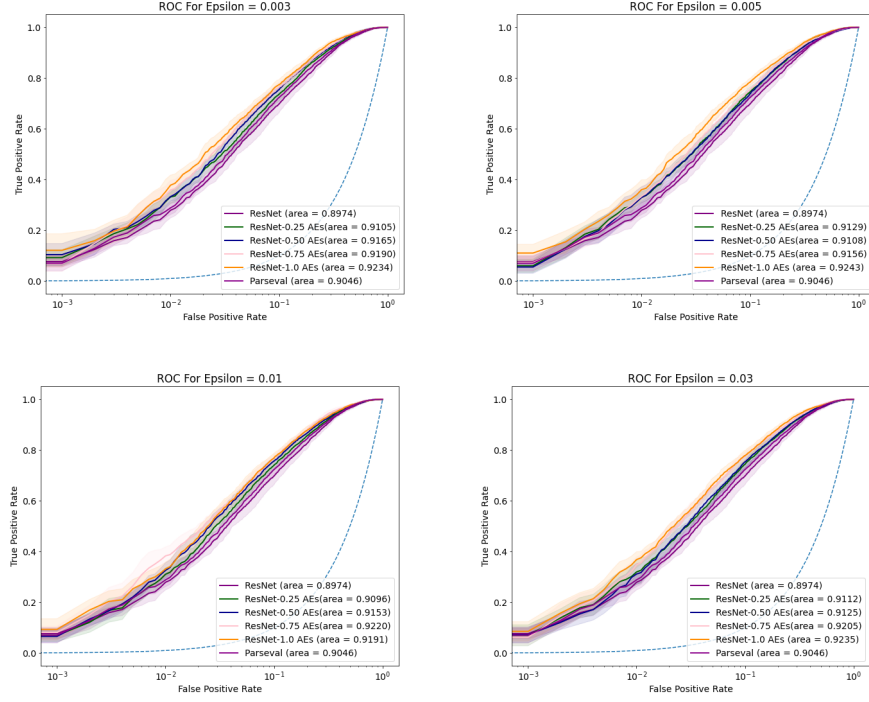 ROC For Epsilon = 0.003
1.0
0.8
0.6
0.4
0.2
0.0
True Positive Rate
ResNet (area = 0.8974)
ResNet-0.25 AEs(area = 0.9105)
ResNet-0.50 AEs(area = 0.9165)
ResNet-0.75 AEs(area = 0.9190)
ResNet-1.0 AEs (area = 0.9234)
Parseval (area = 0.9046)
10⁻³ 10⁻² 10⁻¹ 10⁰
False Positive Rate
ROC For Epsilon = 0.005
1.0
0.8
0.6
0.4
0.2
0.0
True Positive Rate
ResNet (area = 0.8974)
ResNet-0.25 AEs(area = 0.9129)
ResNet-0.50 AEs(area = 0.9108)
ResNet-0.75 AEs(area = 0.9156)
ResNet-1.0 AEs (area = 0.9243)
Parseval (area = 0.9046)
10⁻³ 10⁻² 10⁻¹ 10⁰
False Positive Rate
ROC For Epsilon = 0.01
1.0
0.8
0.6
0.4
0.2
0.0
True Positive Rate
ResNet (area = 0.8974)
ResNet-0.25 AEs(area = 0.9096)
ResNet-0.50 AEs(area = 0.9153)
ResNet-0.75 AEs(area = 0.9220)
ResNet-1.0 AEs (area = 0.9191)
Parseval (area = 0.9046)
10⁻³ 10⁻² 10⁻¹ 10⁰
False Positive Rate
ROC For Epsilon = 0.03
1.0
0.8
0.6
0.4
0.2
0.0
True Positive Rate
ResNet (area = 0.8974)
ResNet-0.25 AEs(area = 0.9112)
ResNet-0.50 AEs(area = 0.9125)
ResNet-0.75 AEs(area = 0.9205)
ResNet-1.0 AEs (area = 0.9235)
Parseval (area = 0.9046)
10⁻³ 10⁻² 10⁻¹ 10⁰
False Positive Rate